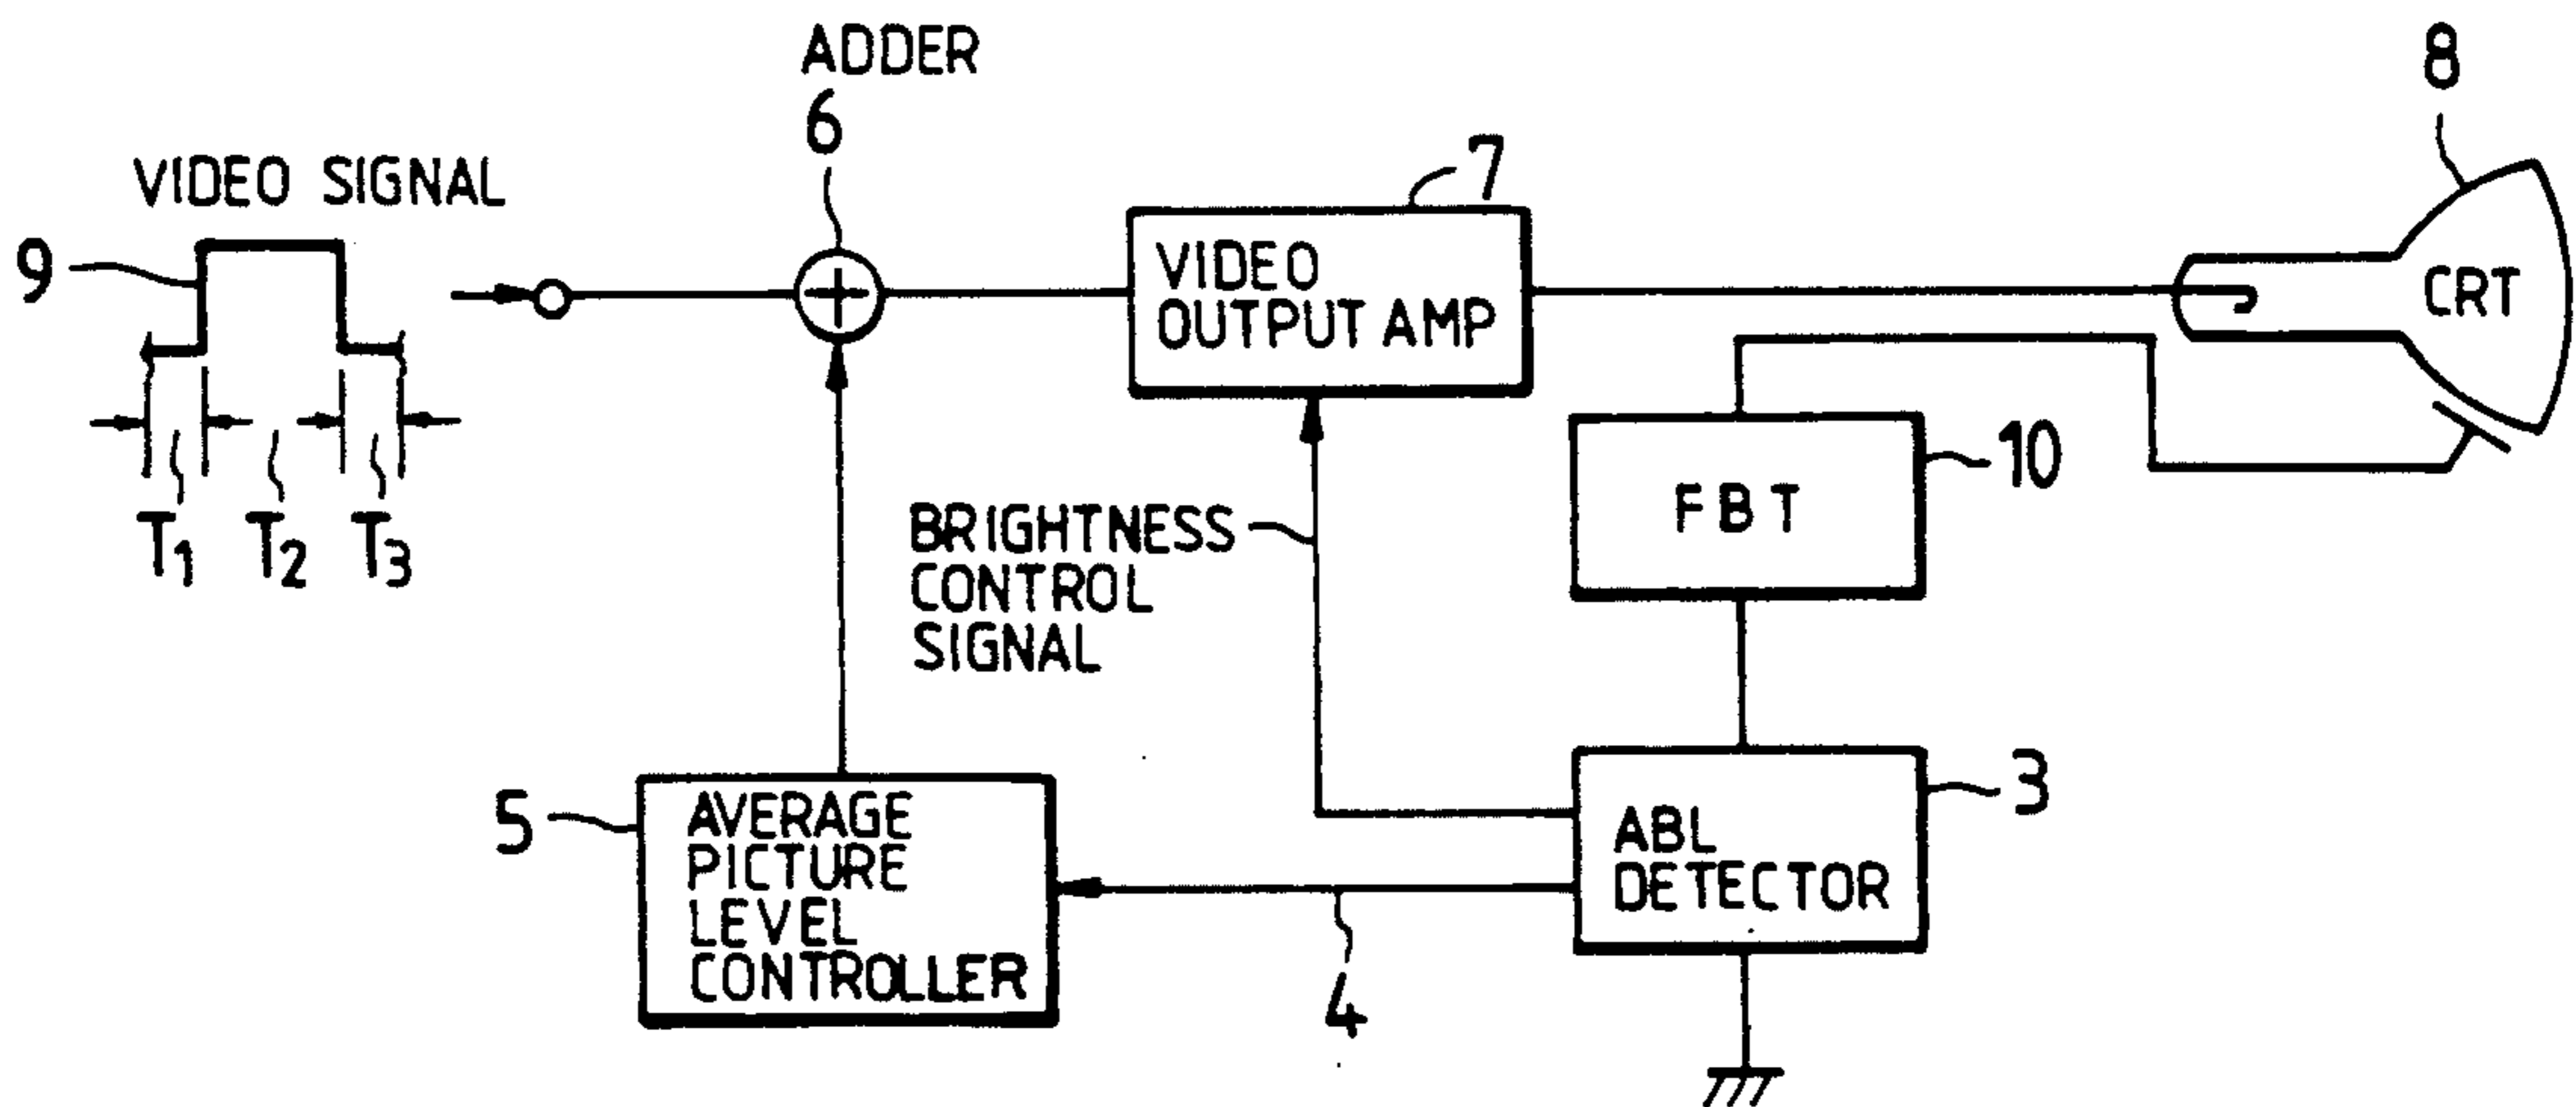 ADDER
6
8
VIDEO SIGNAL
9
7
VIDEO
OUTPUT AMP
CRT
T1 T2 T3
BRIGHTNESS
CONTROL
SIGNAL
FBT
10
5
AVERAGE
PICTURE
LEVEL
CONTROLLER
ABL
DETECTOR
3
4